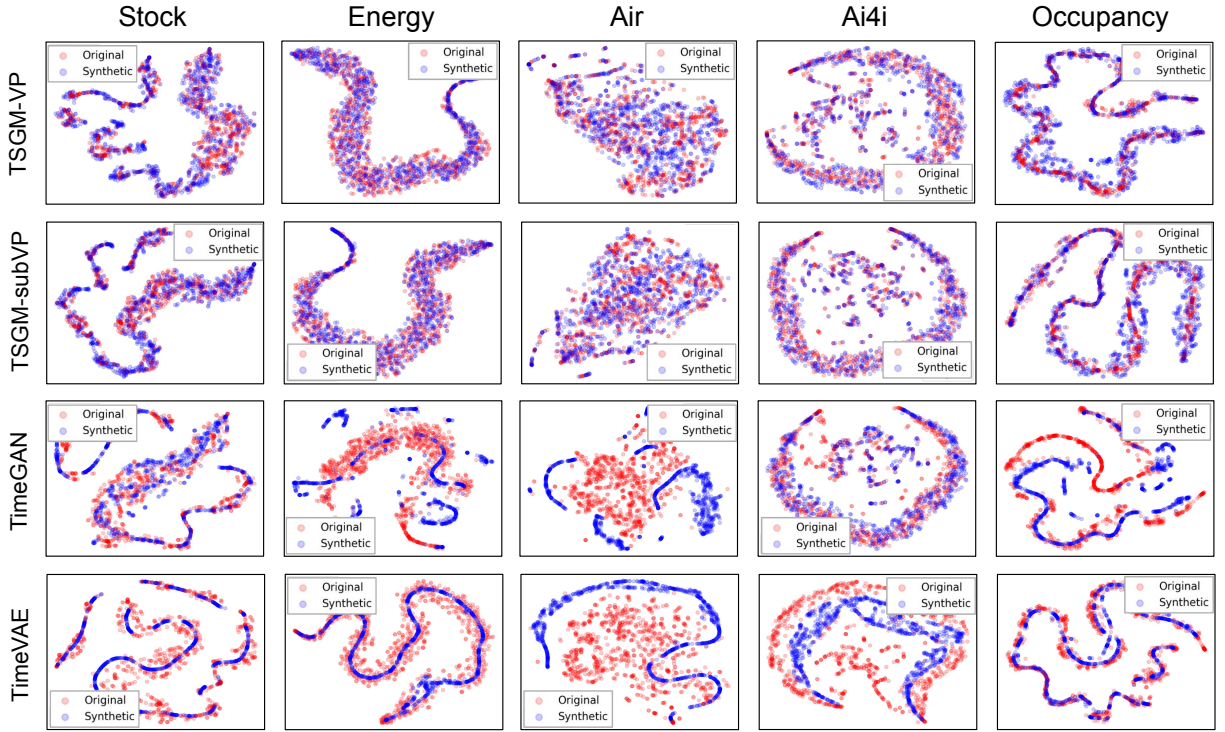 Stock Energy Air Ai4i Occupancy
TSGM-VP
Original Original Original Original
Synthetic Synthetic Synthetic Synthetic
Original
Synthetic
TSGM-subVP
Original Original
Synthetic Synthetic
Original Original Original
Synthetic Synthetic Synthetic
TimeGAN
Original Original Original
Synthetic Synthetic Synthetic
Original Original
Synthetic Synthetic
TimeVAE
Original Original Original
Synthetic Synthetic Synthetic
Original Original
Synthetic Synthetic